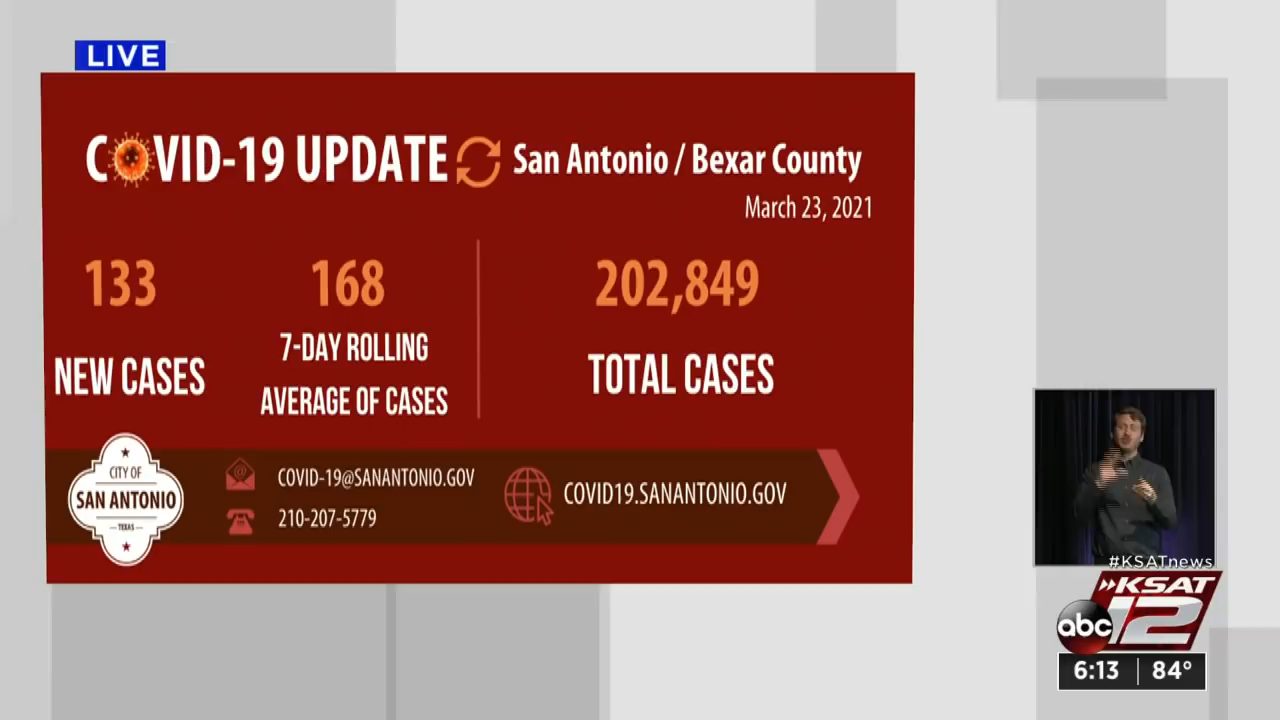 LIVE
COVID-19 UPDATE
San Antonio / Bexar County
March 23, 2021
133
NEW CASES
168
7-DAY ROLLING
AVERAGE OF CASES
202,849
TOTAL CASES
CITY OF
SAN ANTONIO
TEXAS
COVID-19@SANANTONIO.GOV
210-207-5779
COVID19.SANANTONIO.GOV
#KSATnews
KSAT
abc 12
6:13 84°